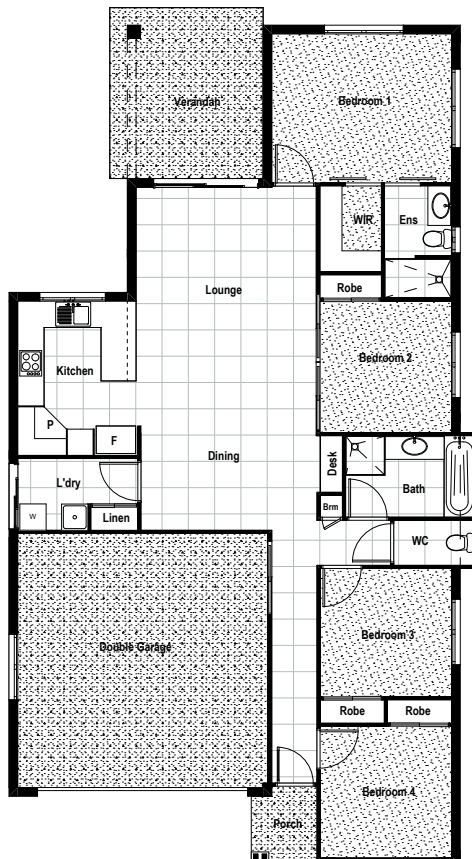 Verandah
Bedroom 1
WIR
Ens
Lounge
Robe
Bedroom 2
Kitchen
P
F
Dining
Desk
L'dry
Bath
W
Linen
Brm
WC
Double Garage
Bedroom 3
Robe
Robe
Bedroom 4
Porch